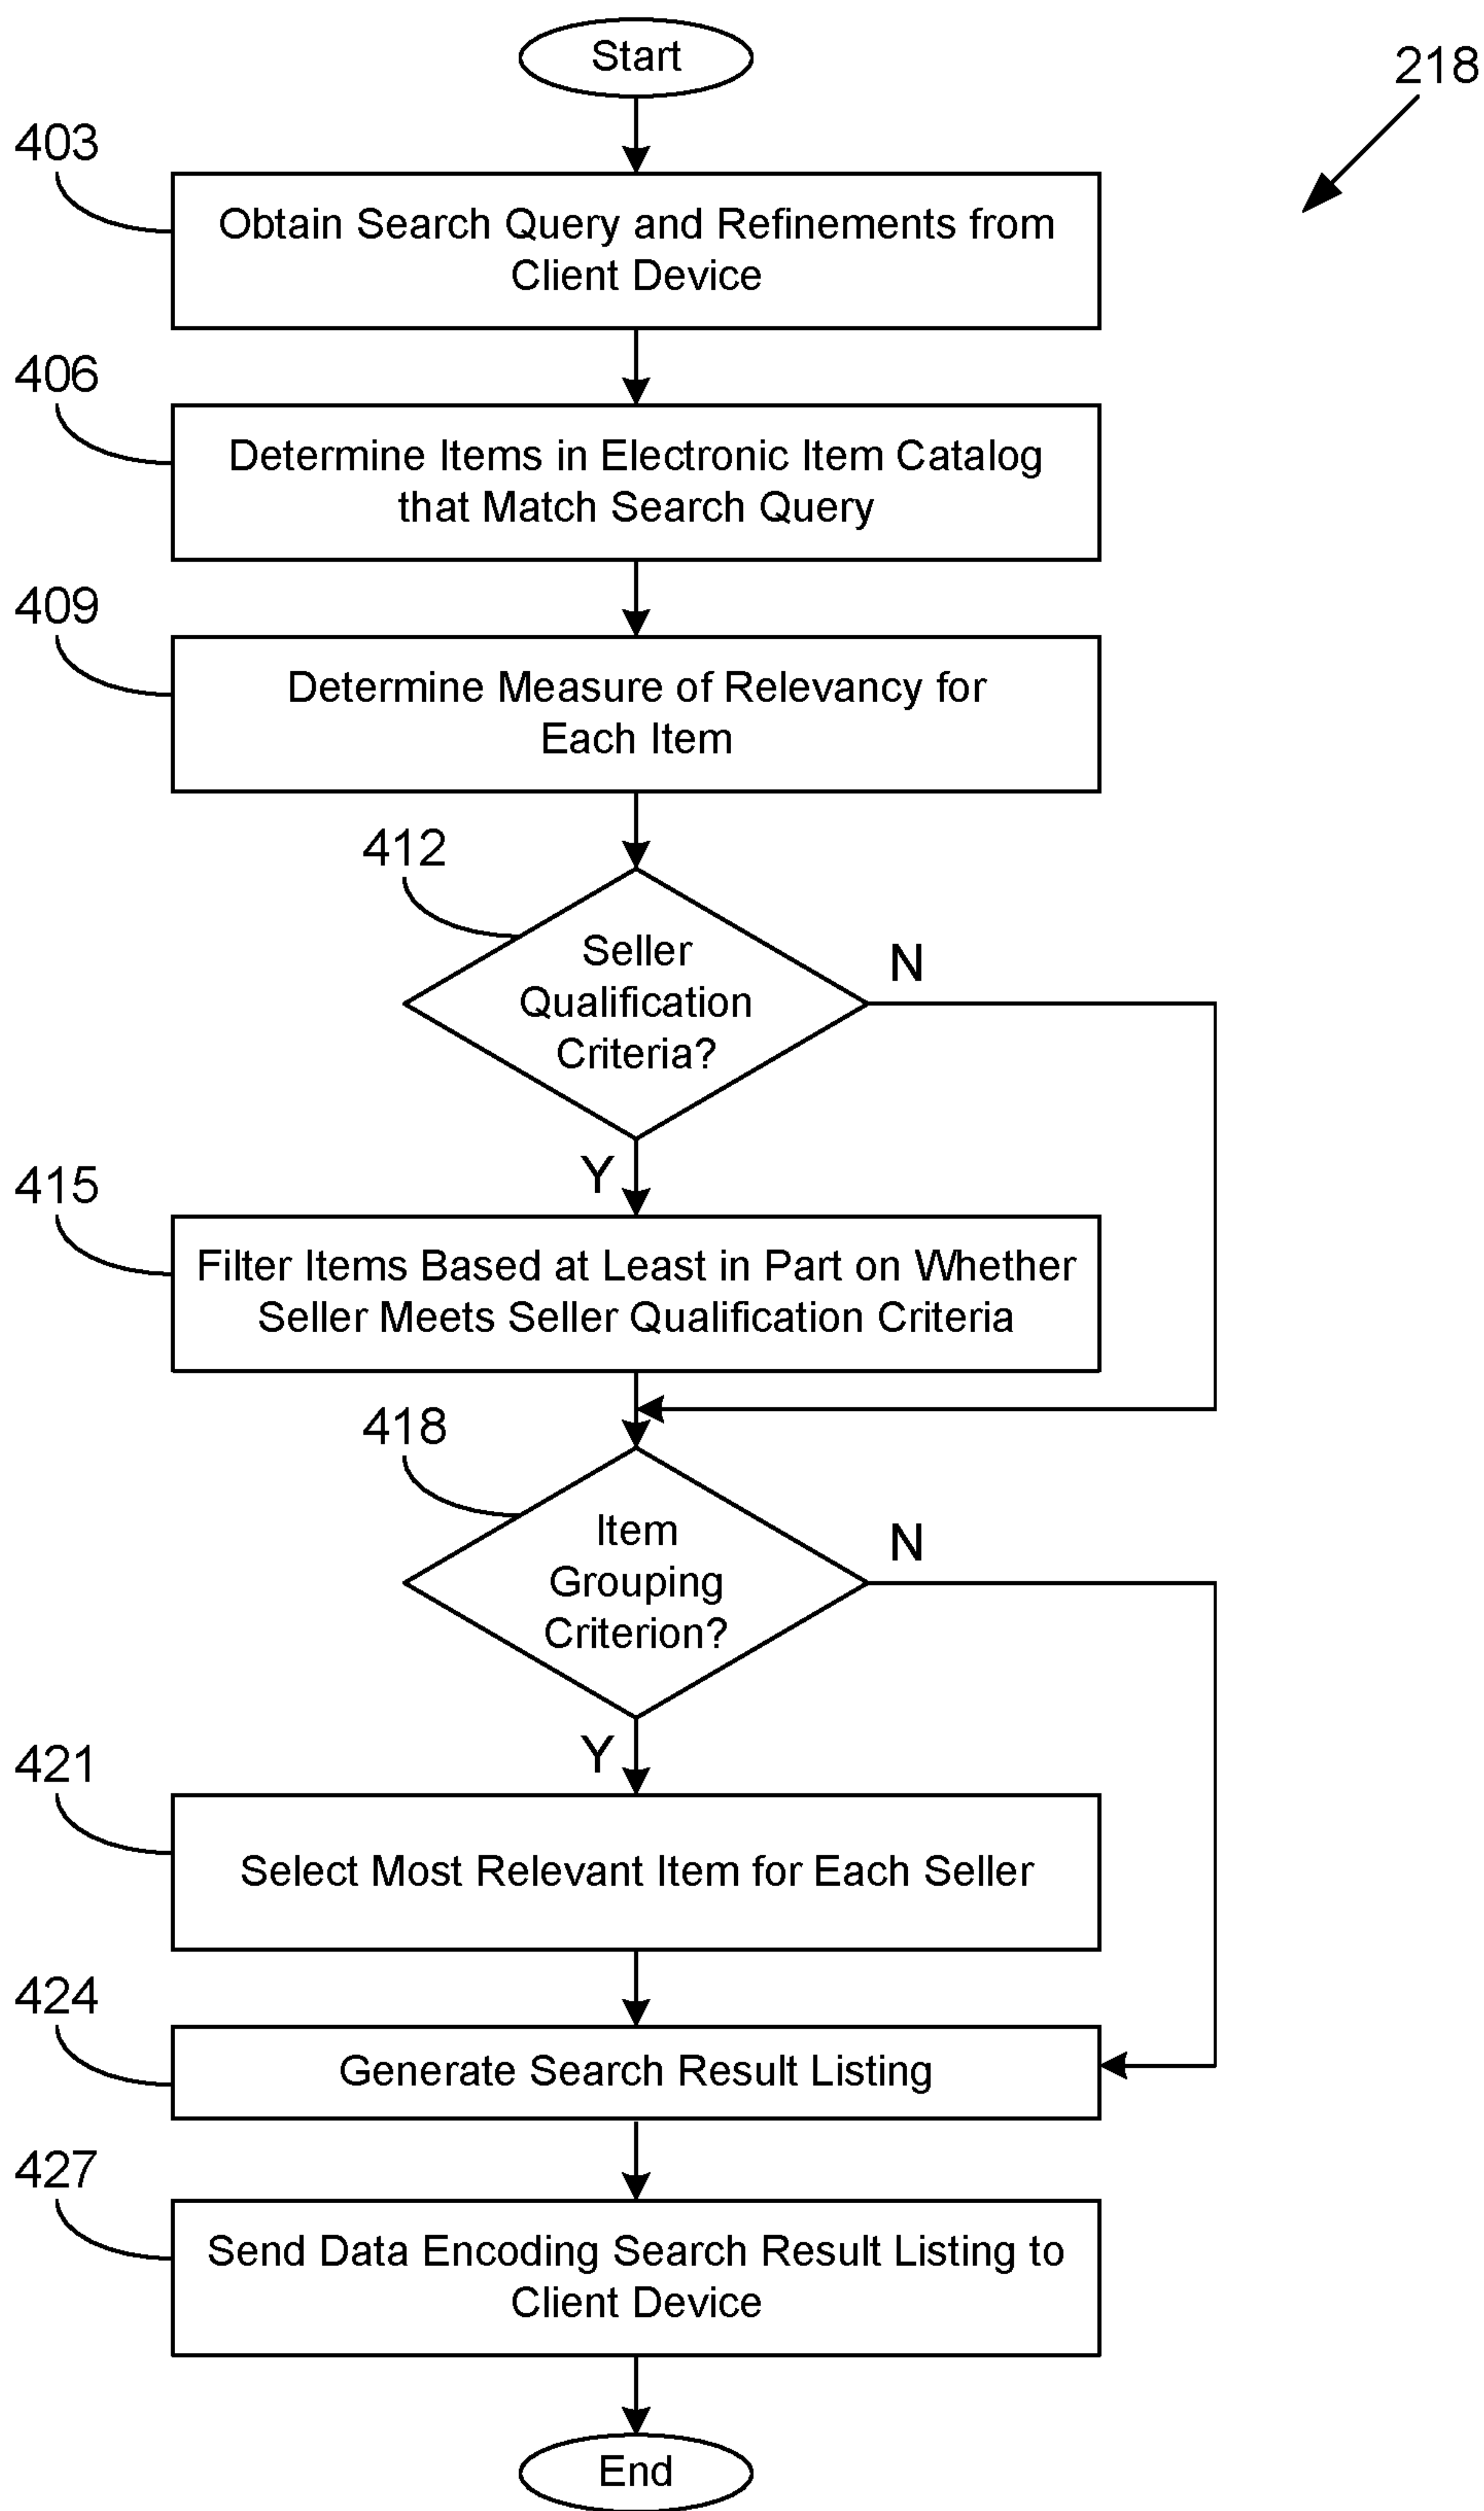 Start
218
403
Obtain Search Query and Refinements from
Client Device
406
Determine Items in Electronic Item Catalog
that Match Search Query
409
Determine Measure of Relevancy for
Each Item
412
Seller
Qualification
Criteria?
N
Y
415
Filter Items Based at Least in Part on Whether
Seller Meets Seller Qualification Criteria
418
Item
Grouping
Criterion?
N
Y
421
Select Most Relevant Item for Each Seller
424
Generate Search Result Listing
427
Send Data Encoding Search Result Listing to
Client Device
End